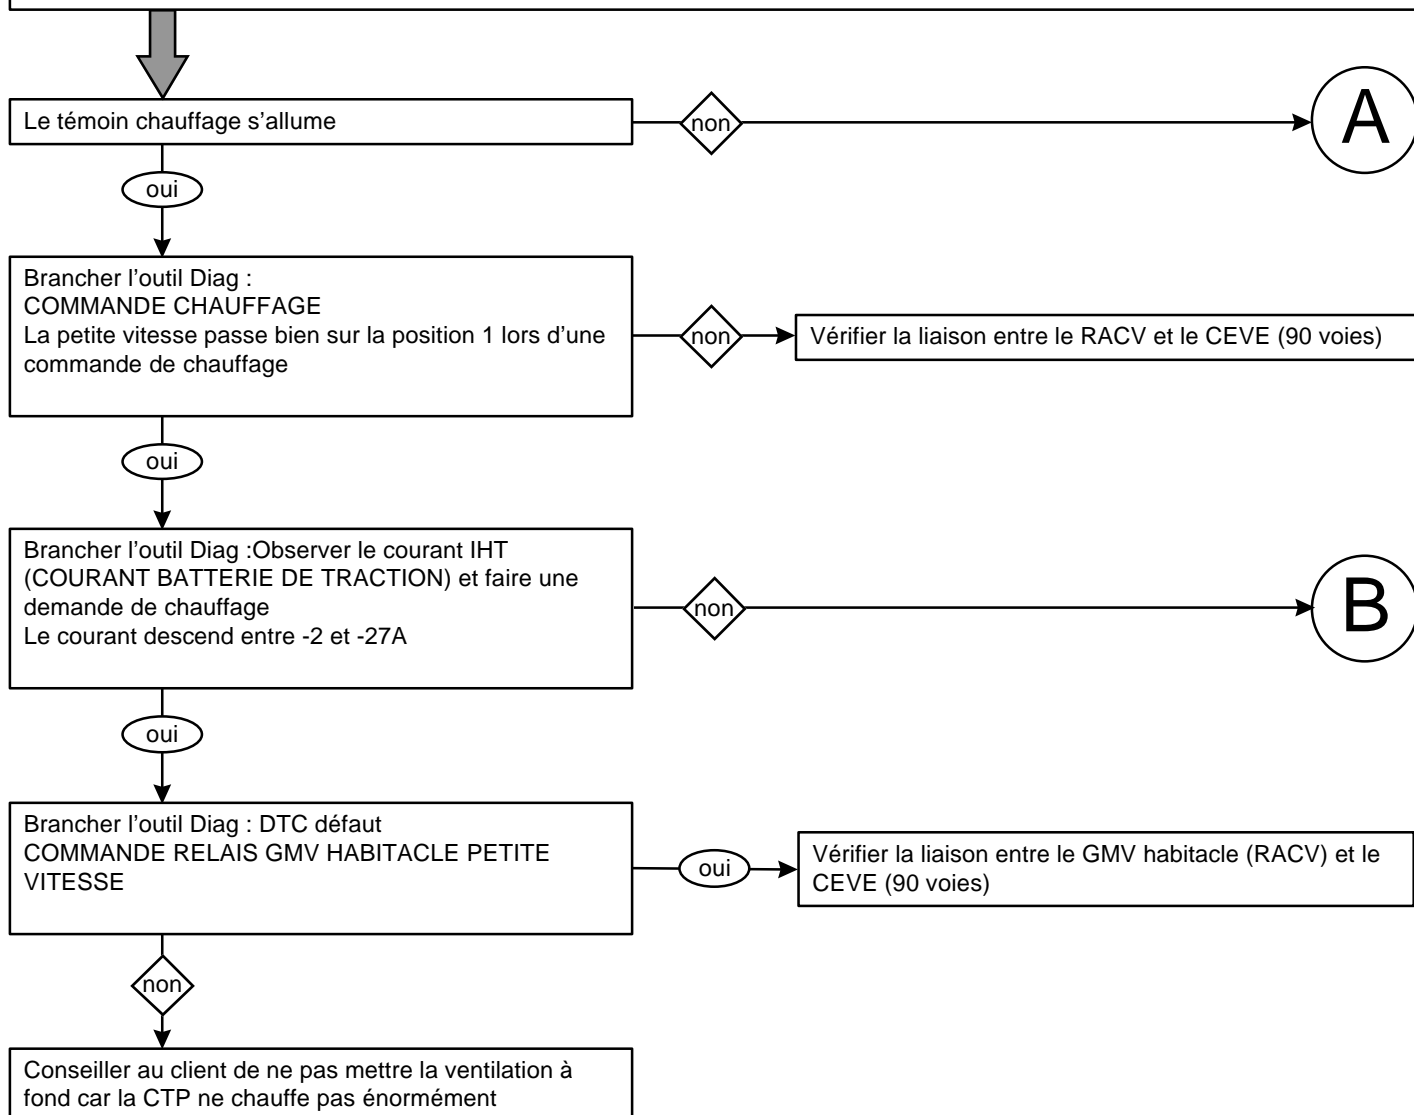 Le témoin chauffage s'allume
non
A
oui
Brancher l'outil Diag :
COMMANDE CHAUFFAGE
La petite vitesse passe bien sur la position 1 lors d'une
commande de chauffage
non
Vérifier la liaison entre le RACV et le CEVE (90 voies)
oui
Brancher l'outil Diag :Observer le courant IHT
(COURANT BATTERIE DE TRACTION) et faire une
demande de chauffage
Le courant descend entre -2 et -27A
non
B
oui
Brancher l'outil Diag : DTC défaut
COMMANDE RELAIS GMV HABITACLE PETITE
VITESSE
oui
Vérifier la liaison entre le GMV habitacle (RACV) et le
CEVE (90 voies)
non
Conseiller au client de ne pas mettre la ventilation à
fond car la CTP ne chauffe pas énormément